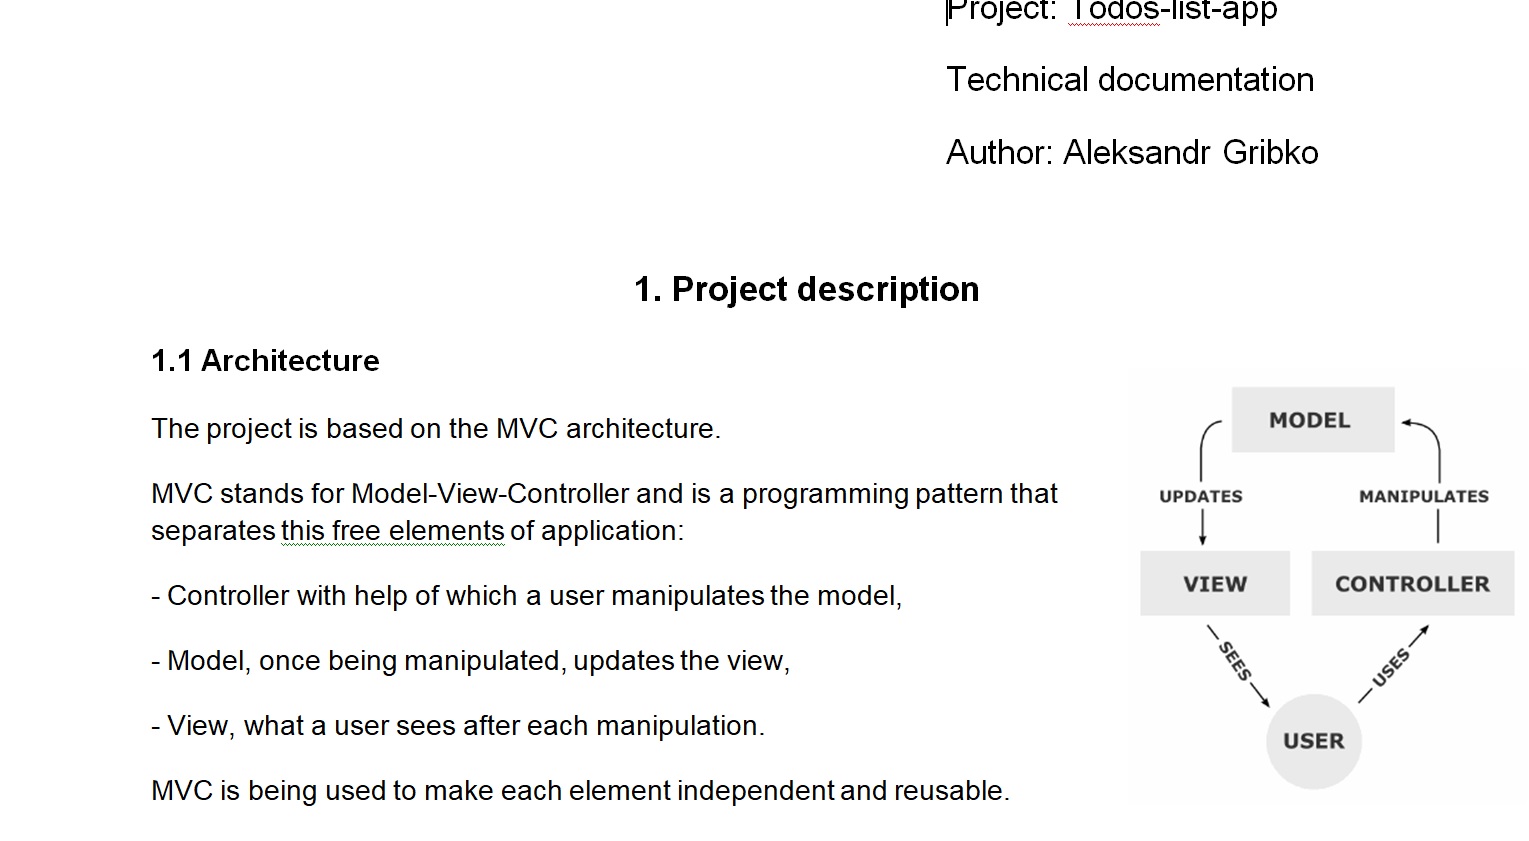 Project: Todos-list-app
Technical documentation
Author: Aleksandr Gribko
1. Project description
1.1 Architecture
The project is based on the MVC architecture.
MVC stands for Model-View-Controller and is a programming pattern that
separates this free elements of application:
- Controller with help of which a user manipulates the model,
- Model, once being manipulated, updates the view,
- View, what a user sees after each manipulation.
MVC is being used to make each element independent and reusable.
MODEL
UPDATES
MANIPULATES
VIEW
CONTROLLER
SEES
USES
USER